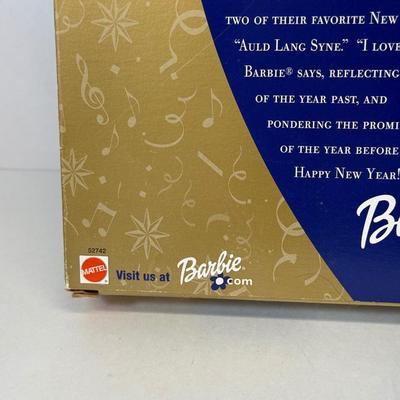 TWO OF THEIR FAVORITE NEW
"AULD LANG SYNE." "I LOVE
BARBIE® SAYS, REFLECTING
OF THE YEAR PAST, AND
PONDERING THE PROMI
OF THE YEAR BEFORE
HAPPY NEW YEAR!
52742
MATTEL
Visit us at Barbie.com